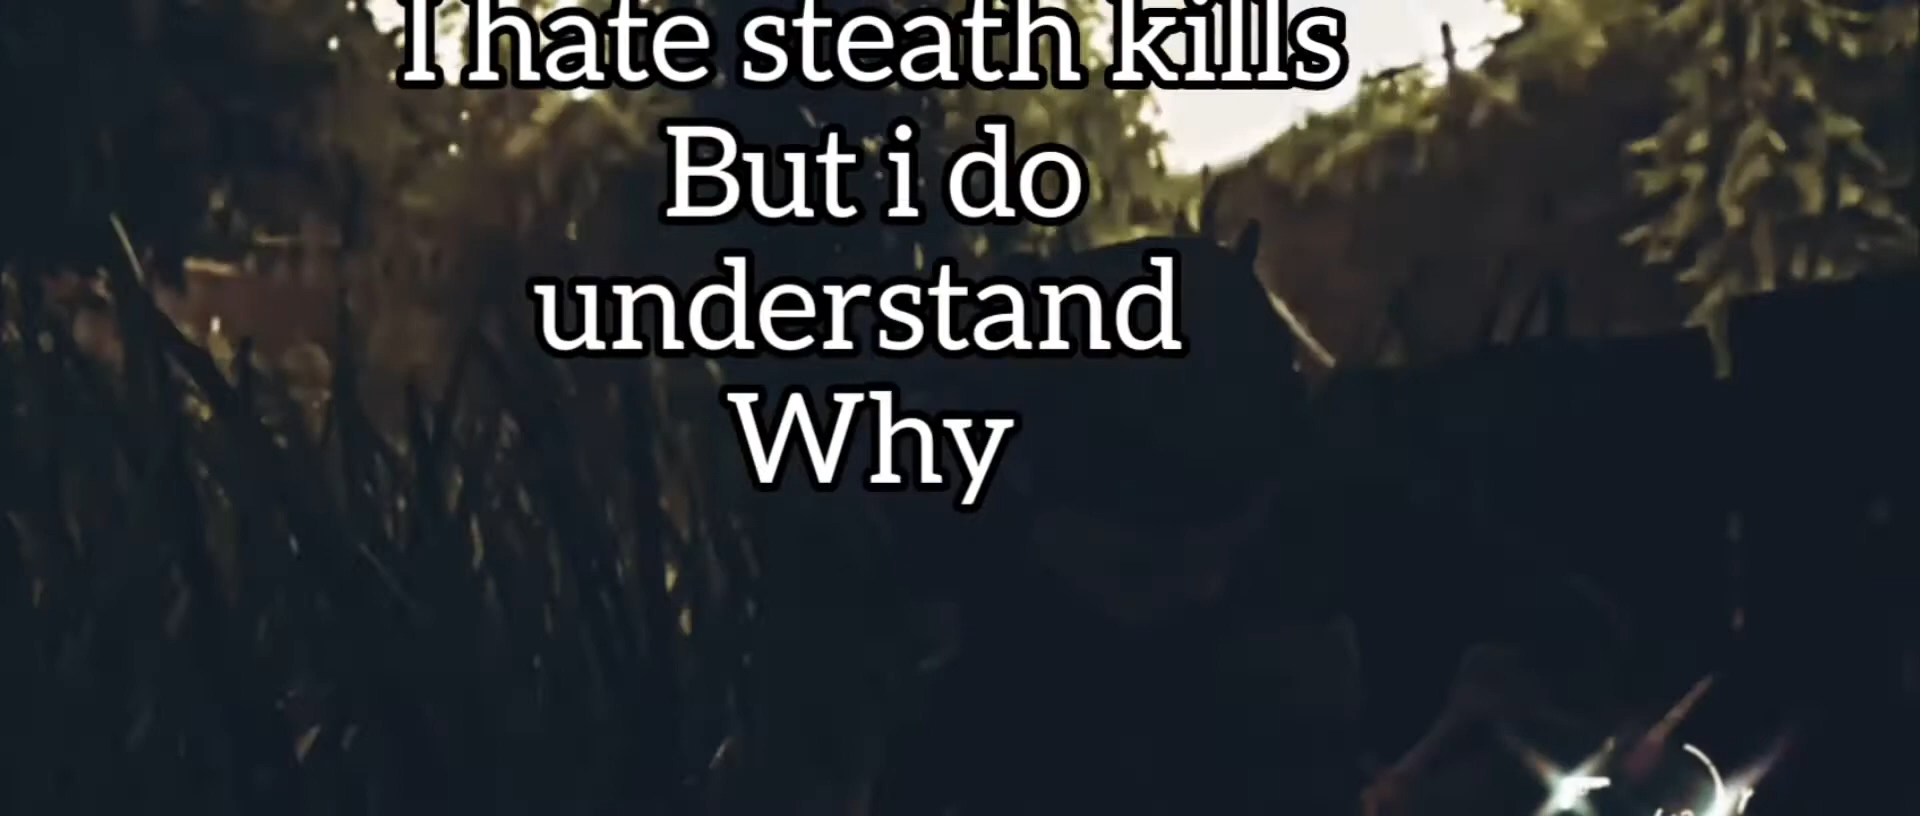 I hate steath kills
But i do
understand
Why